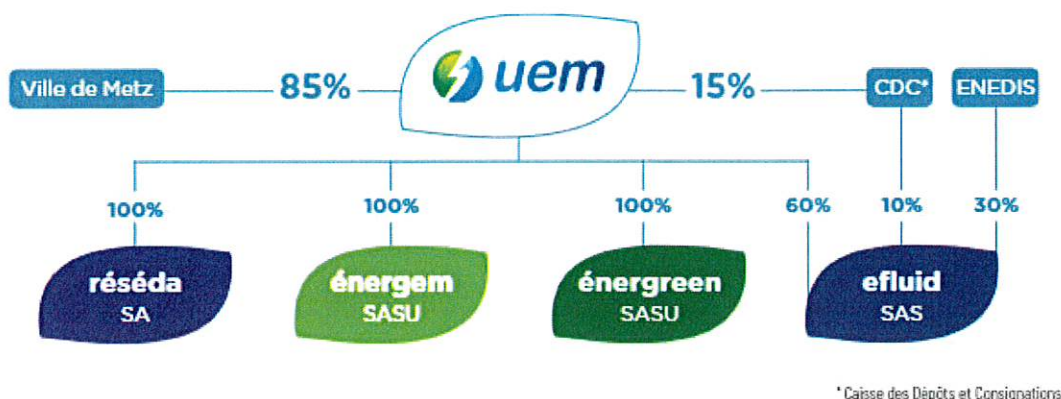 Ville de Metz
85%
uem
15%
CDC*
ENEDIS
100%
100%
100%
60%
10%
30%
réséda
SA
énergem
SASU
énergreen
SASU
efluid
SAS
* Caisse des Dépôts et Consignations